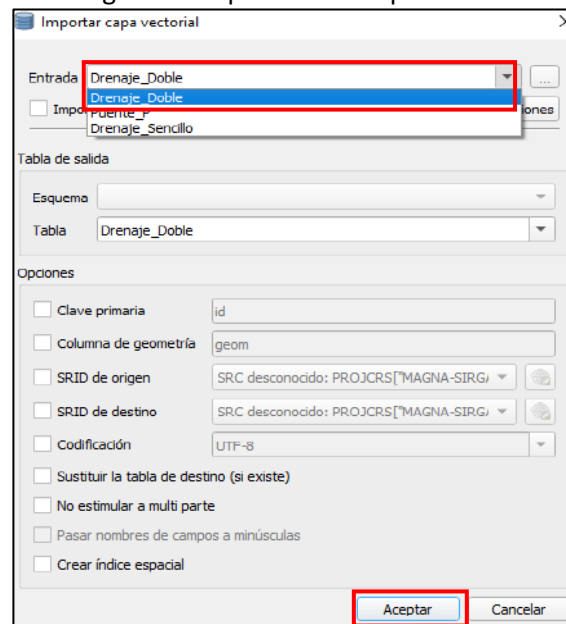 Importar capa vectorial
Entrada Drenaje_Doble ...
Drenaje_Doble
Impo Puente_P ones
Drenaje_Sencillo
Tabla de salida
Esquema
Tabla Drenaje_Doble
Opciones
Clave primaria id
Columna de geometría geom
SRID de origen SRC desconocido: PROJCRS["MAGNA-SIRGA
SRID de destino SRC desconocido: PROJCRS["MAGNA-SIRGA
Codificación UTF-8
Sustituir la tabla de destino (si existe)
No estimular a multi parte
Pasar nombres de campos a minúsculas
Crear índice espacial
Aceptar Cancelar